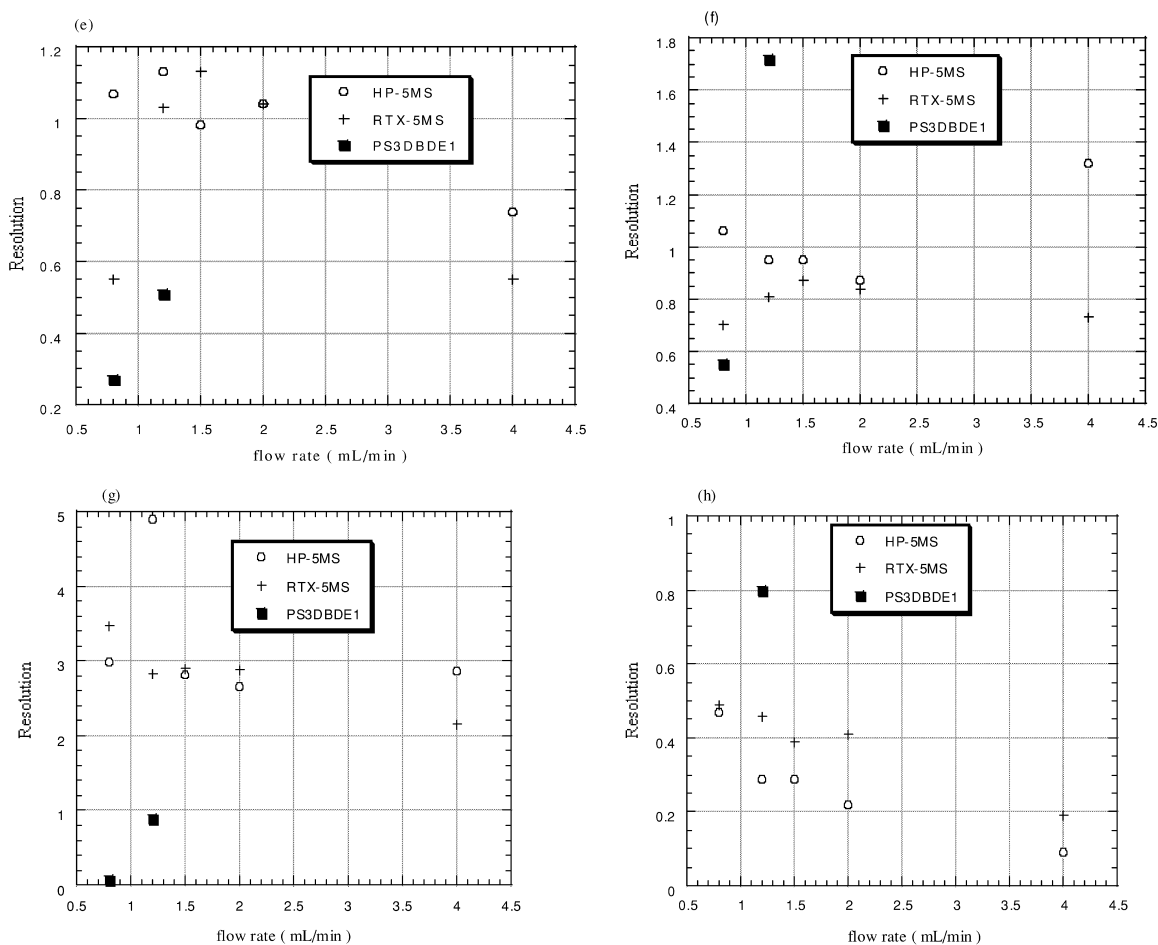 (e)
1.2
1
0.8
0.6
0.4
0.2
Resolution
HP-5MS
RTX-5MS
PS3DBDE1
0.5 1 1.5 2 2.5 3 3.5 4 4.5
flow rate ( mL/min )
(f)
1.8
1.6
1.4
1.2
1
0.8
0.6
0.4
Resolution
HP-5MS
RTX-5MS
PS3DBDE1
0.5 1 1.5 2 2.5 3 3.5 4 4.5
flow rate ( mL/min )
(g)
5
4
3
2
1
0
Resolution
HP-5MS
RTX-5MS
PS3DBDE1
0.5 1 1.5 2 2.5 3 3.5 4 4.5
flow rate ( mL/min )
(h)
1
0.8
0.6
0.4
0.2
0
Resolution
HP-5MS
RTX-5MS
PS3DBDE1
0.5 1 1.5 2 2.5 3 3.5 4 4.5
flow rate ( mL/min )